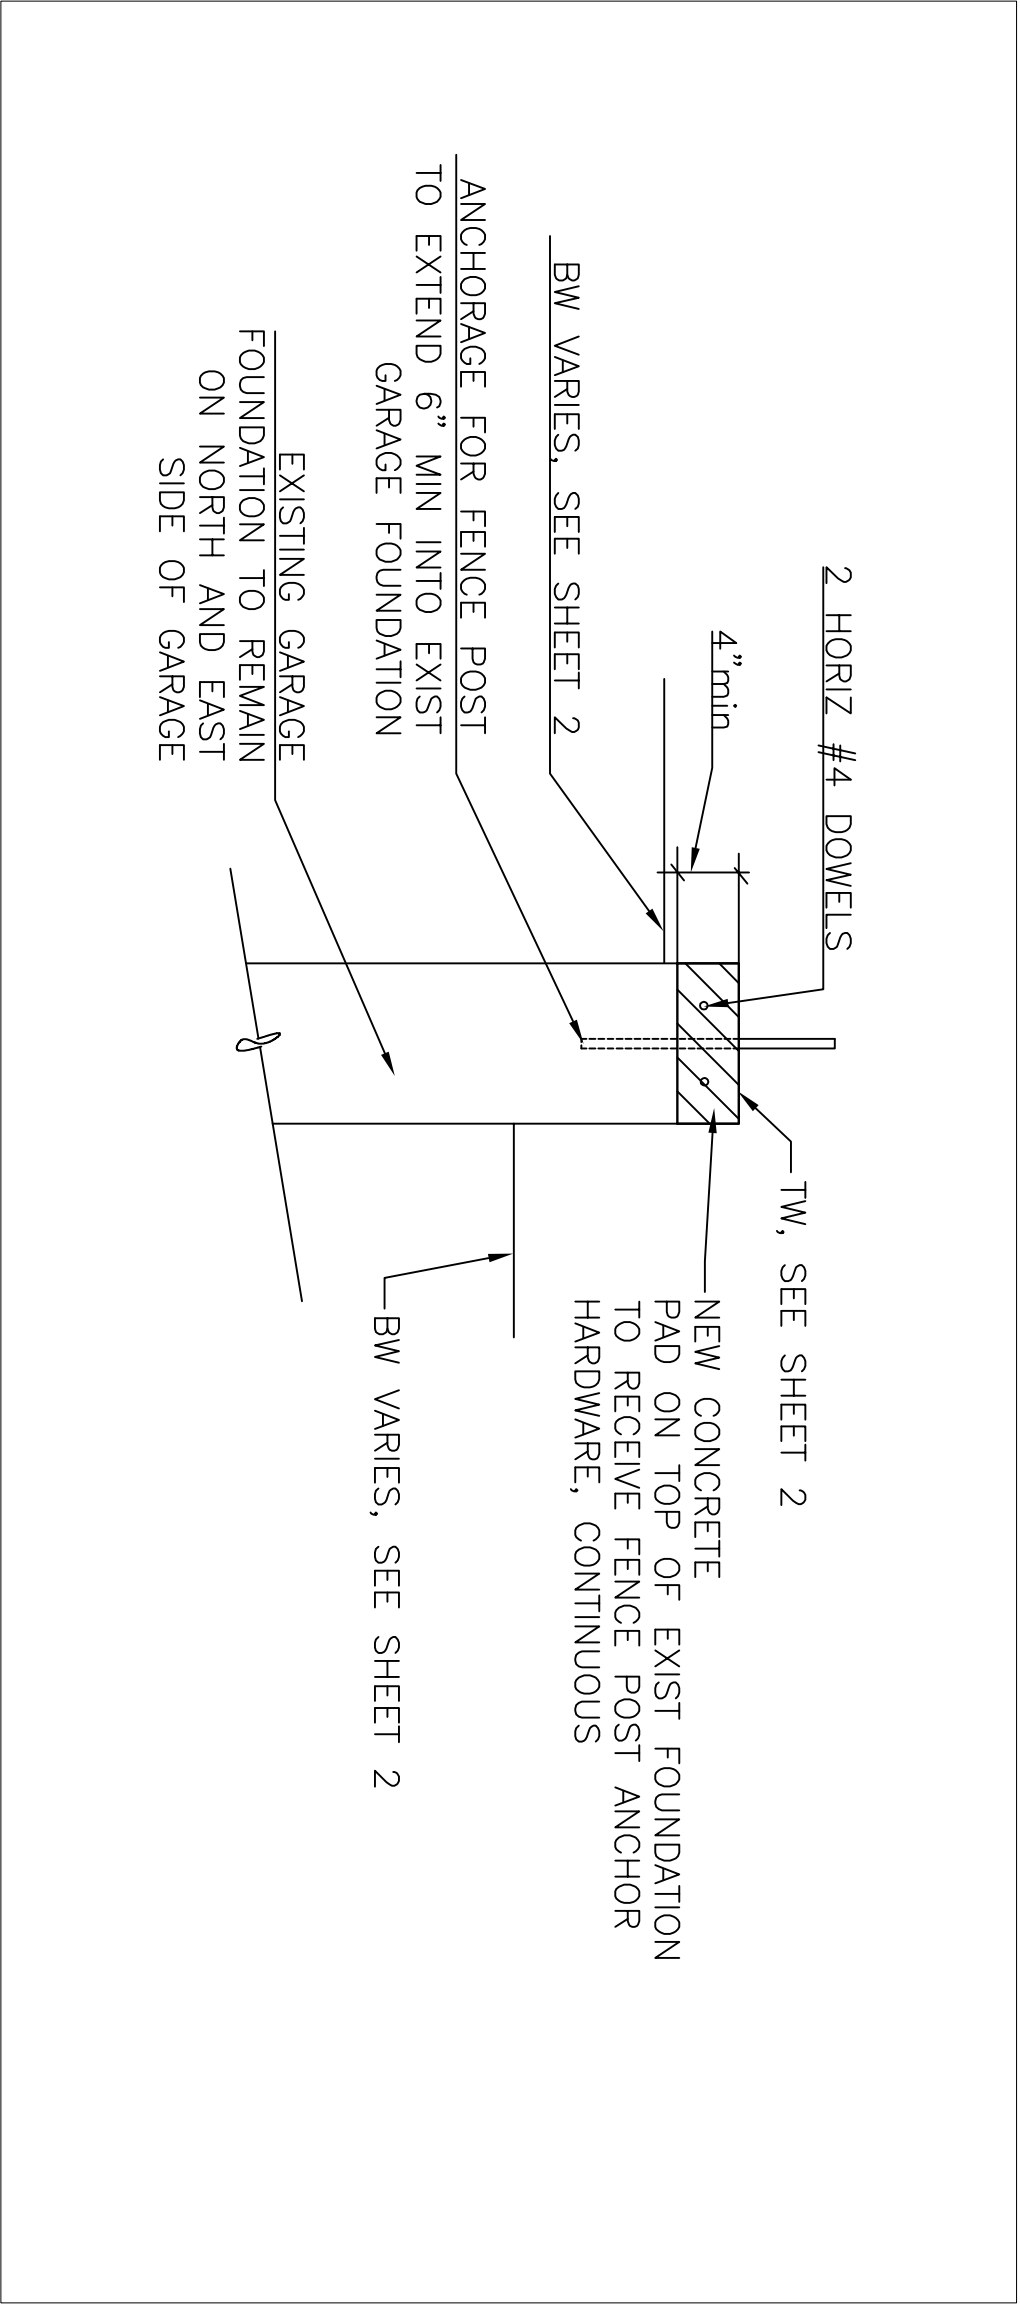 2 HORIZ #4 DOWELS
4"min
BW VARIES, SEE SHEET 2
ANCHORAGE FOR FENCE POST
TO EXTEND 6" MIN INTO EXIST
GARAGE FOUNDATION
EXISTING GARAGE
FOUNDATION TO REMAIN
ON NORTH AND EAST
SIDE OF GARAGE
TW, SEE SHEET 2
NEW CONCRETE
PAD ON TOP OF EXIST FOUNDATION
TO RECEIVE FENCE POST ANCHOR
HARDWARE, CONTINUOUS
BW VARIES, SEE SHEET 2